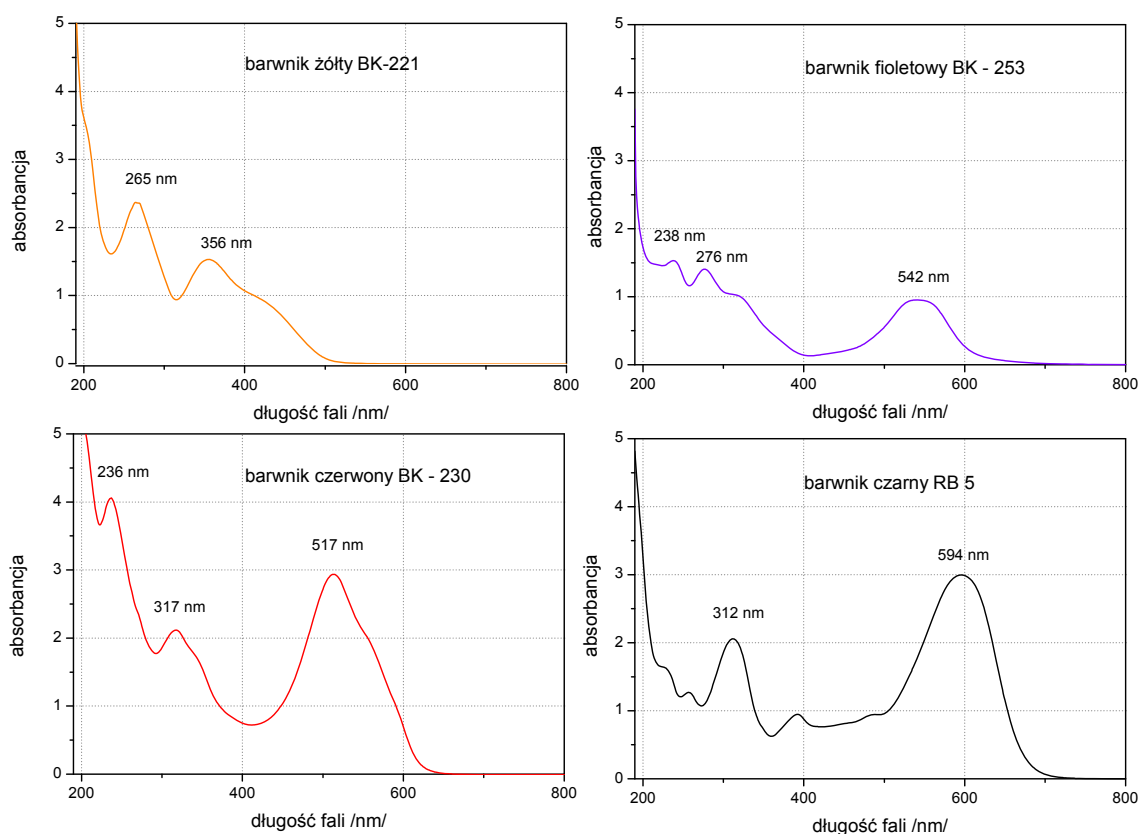 barwnik żółty BK-221
absorbancja
5
4
3
2
1
0
265 nm
356 nm
200
400
600
800
długość fali /nm/
barwnik fioletowy BK - 253
absorbancja
5
4
3
2
1
0
238 nm
276 nm
542 nm
200
400
600
800
długość fali /nm/
barwnik czerwony BK - 230
absorbancja
5
4
3
2
1
0
236 nm
317 nm
517 nm
200
400
600
800
długość fali /nm/
barwnik czarny RB 5
absorbancja
5
4
3
2
1
0
312 nm
594 nm
200
400
600
800
długość fali /nm/